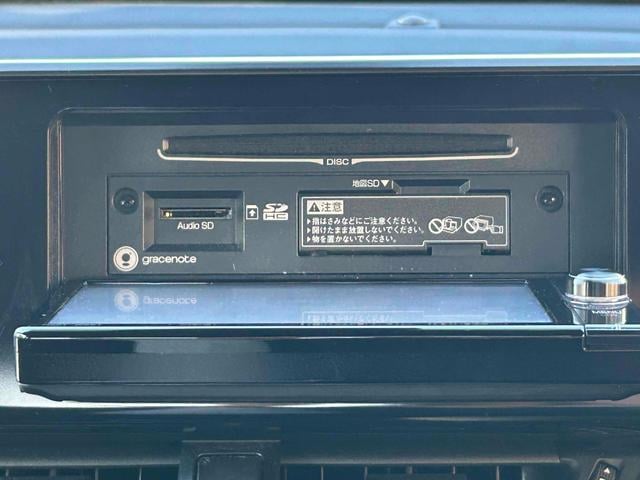 DISC
地図SD▼
Audio SD
SD
HC
⚠注意
▶指はさみなどにご注意ください。
▶開けたまま放置しないでください。
▶物を置かないでください。
gracenote